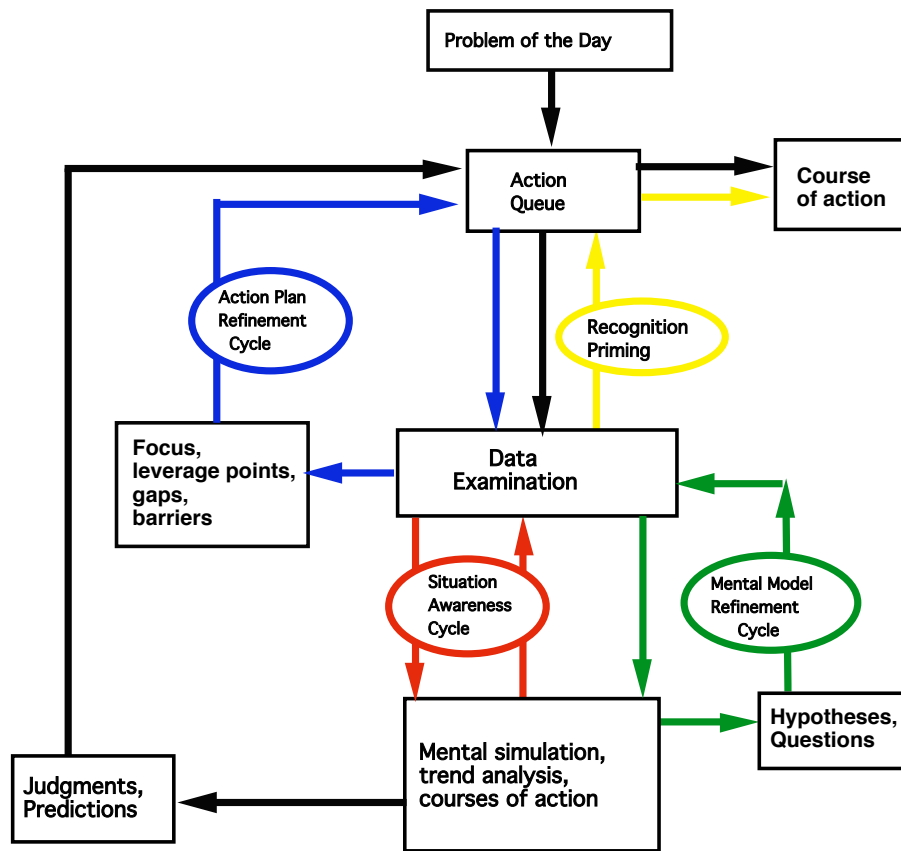 Problem of the Day
Action
Queue
Course
of action
Action Plan
Refinement
Cycle
Recognition
Priming
Focus,
leverage points,
gaps,
barriers
Data
Examination
Situation
Awareness
Cycle
Mental Model
Refinement
Cycle
Mental simulation,
trend analysis,
courses of action
Hypotheses,
Questions
Judgments,
Predictions